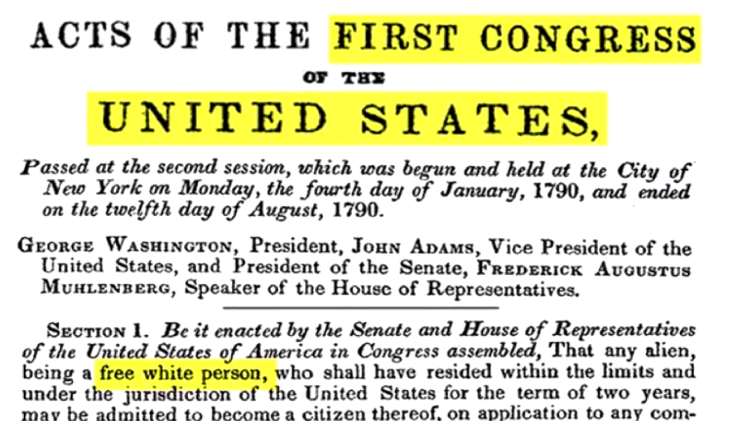 ACTS OF THE FIRST CONGRESS
OF THE
UNITED STATES,
Passed at the second session, which was begun and held at the City of
New York on Monday, the fourth day of January, 1790, and ended
on the twelfth day of August, 1790.
GEORGE WASHINGTON, President, JOHN ADAMS, Vice President of the
United States, and President of the Senate, FREDERICK AUGUSTUS
MUHLENBERG, Speaker of the House of Representatives.
SECTION 1. Be it enacted by the Senate and House of Representatives
of the United States of America in Congress assembled, That any alien,
being a free white person, who shall have resided within the limits and
under the jurisdiction of the United States for the term of two years,
may be admitted to become a citizen thereof, on application to any com-